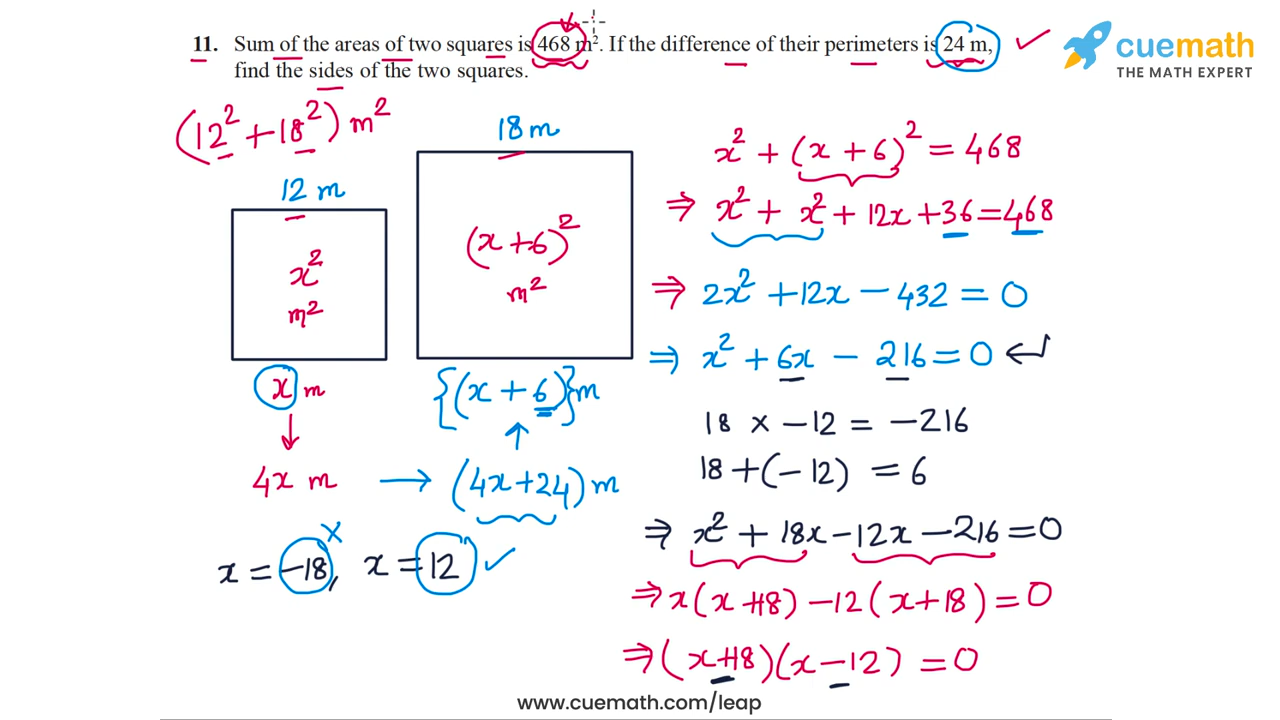 11. Sum of the areas of two squares is 468 m². If the difference of their perimeters is 24 m,
find the sides of the two squares.
cuemath
THE MATH EXPERT
(12² + 18²) m²
12 m
x²
m²
x m
4x m
18 m
(x + 6)²
m²
{(x + 6)} m
→ (4x + 24) m
x = -18, x = 12 ✓
x² + (x + 6)² = 468
⇒ x² + x² + 12x + 36 = 468
⇒ 2x² + 12x - 432 = 0
⇒ x² + 6x - 216 = 0 ↵
18 × -12 = -216
18 + (-12) = 6
⇒ x² + 18x - 12x - 216 = 0
⇒ x(x + 18) - 12(x + 18) = 0
⇒ (x + 18)(x - 12) = 0
www.cuemath.com/leap